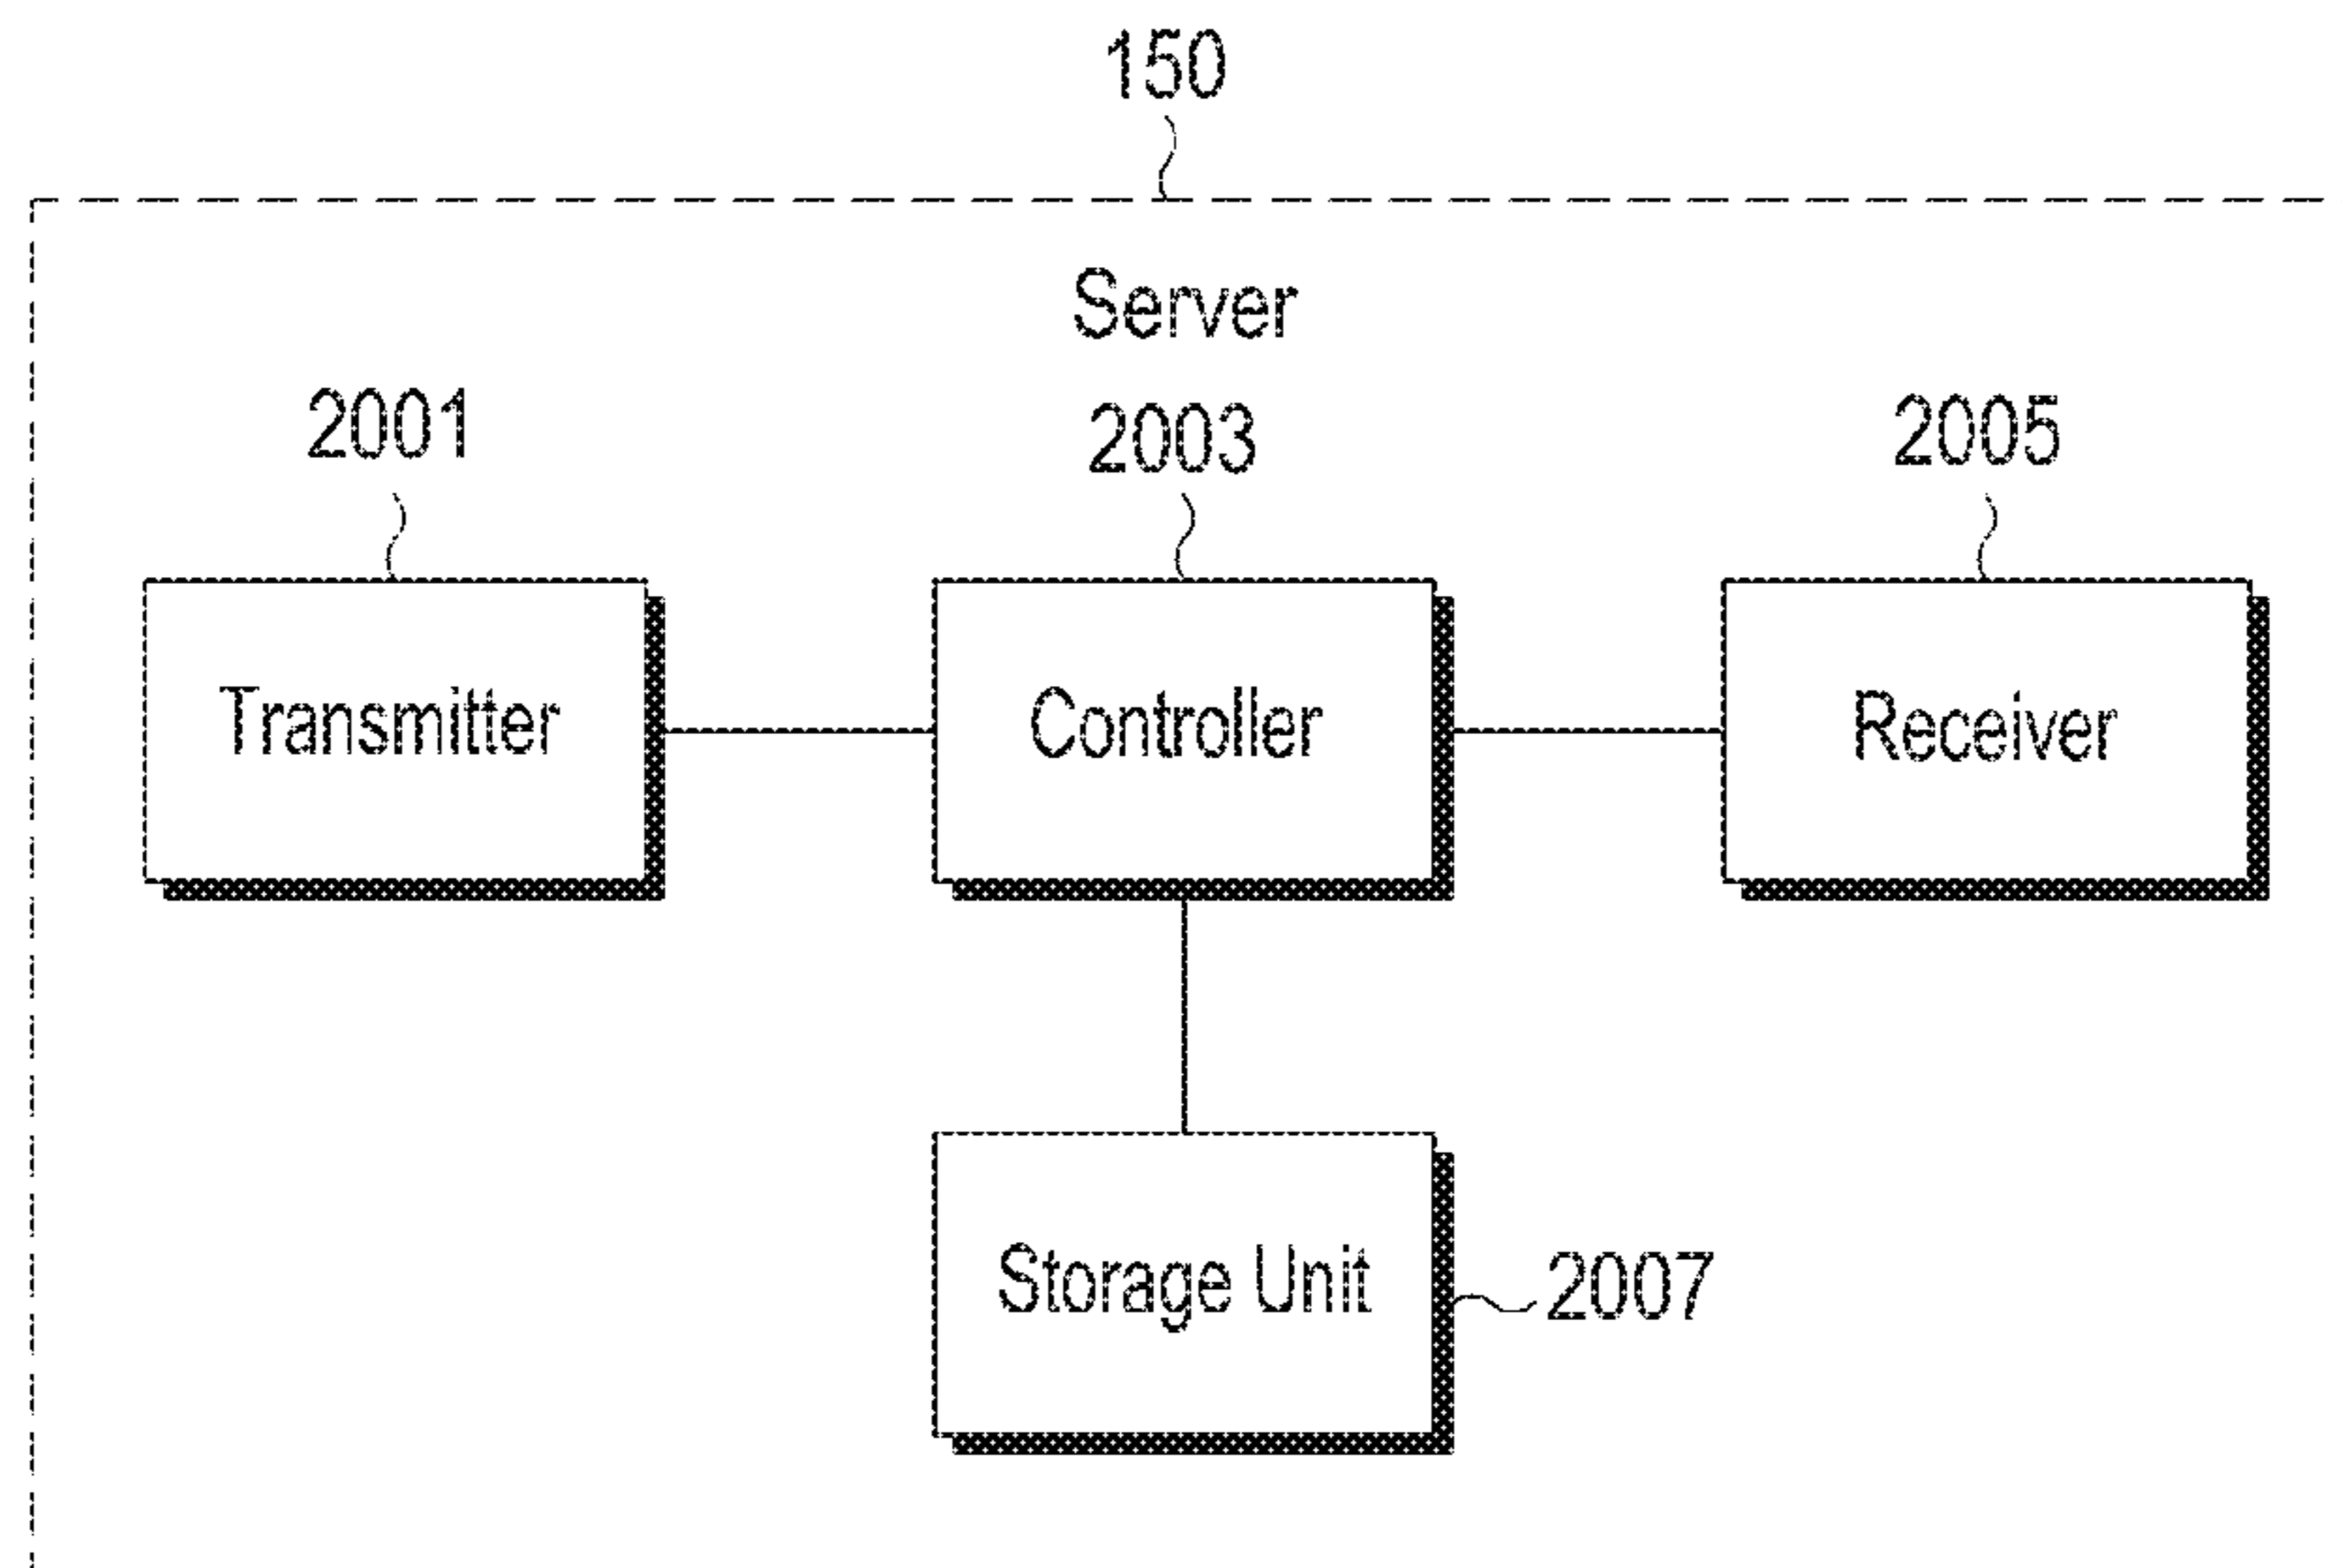 150
Server
2001
2003
2005
Transmitter
Controller
Receiver
Storage Unit
2007